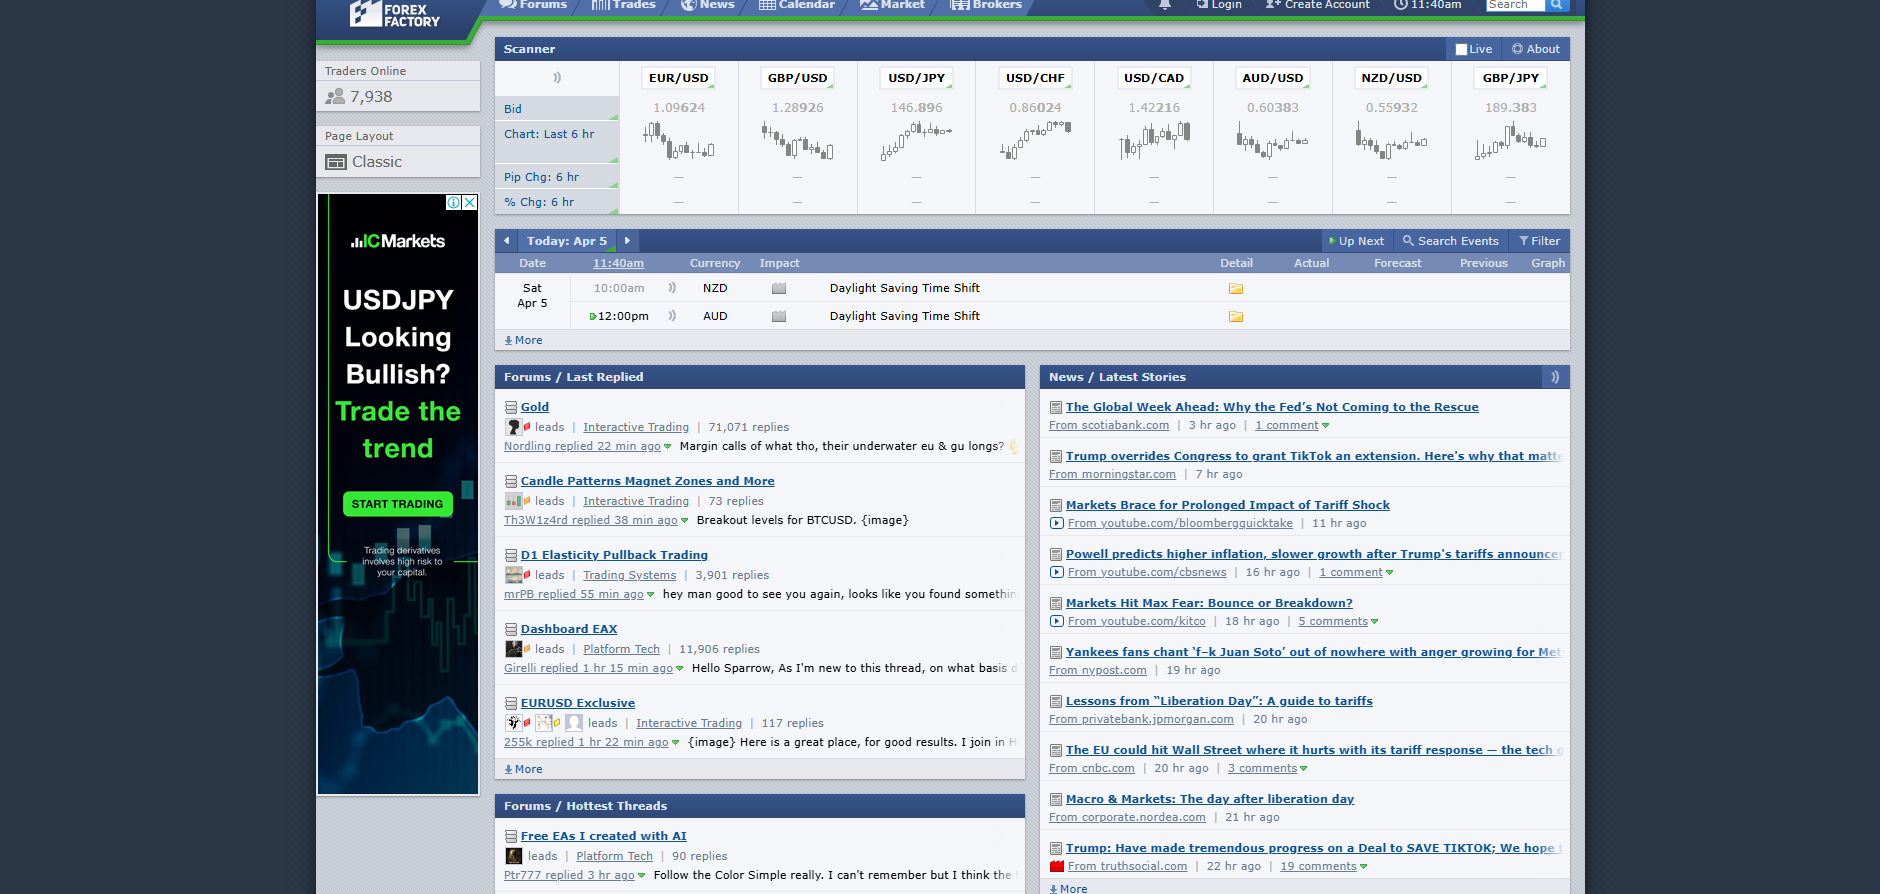 FOREX
FACTORY
Forums
Trades
News
Calendar
Market
Brokers
Login
Create Account
11:40am
Search
Traders Online
7,938
Page Layout
Classic
IC Markets
USDJPY
Looking
Bullish?
Trade the
trend
START TRADING
Trading derivatives
involves high risk to
your capital.
Scanner
Live
About
EUR/USD GBP/USD USD/JPY USD/CHF USD/CAD AUD/USD NZD/USD GBP/JPY
Bid 1.09624 1.28926 146.896 0.86024 1.42216 0.60383 0.55932 189.383
Chart: Last 6 hr
Pip Chg: 6 hr — — — — — — — —
% Chg: 6 hr — — — — — — — —
Today: Apr 5
Up Next
Search Events
Filter
Date 11:40am Currency Impact Detail Actual Forecast Previous Graph
Sat
Apr 5
10:00am NZD Daylight Saving Time Shift
12:00pm AUD Daylight Saving Time Shift
More
Forums / Last Replied
Gold
leads | Interactive Trading | 71,071 replies
Nordling replied 22 min ago Margin calls of what tho, their underwater eu & gu longs?
Candle Patterns Magnet Zones and More
leads | Interactive Trading | 73 replies
Th3W1z4rd replied 38 min ago Breakout levels for BTCUSD. {image}
D1 Elasticity Pullback Trading
leads | Trading Systems | 3,901 replies
mrPB replied 55 min ago hey man good to see you again, looks like you found somethin
Dashboard EAX
leads | Platform Tech | 11,906 replies
Girelli replied 1 hr 15 min ago Hello Sparrow, As I'm new to this thread, on what basis d
EURUSD Exclusive
leads | Interactive Trading | 117 replies
255k replied 1 hr 22 min ago {image} Here is a great place, for good results. I join in H
More
Forums / Hottest Threads
Free EAs I created with AI
leads | Platform Tech | 90 replies
Ptr777 replied 3 hr ago Follow the Color Simple really. I can't remember but I think the
News / Latest Stories
The Global Week Ahead: Why the Fed’s Not Coming to the Rescue
From scotiabank.com | 3 hr ago | 1 comment
Trump overrides Congress to grant TikTok an extension. Here's why that matte
From morningstar.com | 7 hr ago
Markets Brace for Prolonged Impact of Tariff Shock
From youtube.com/bloombergquicktake | 11 hr ago
Powell predicts higher inflation, slower growth after Trump's tariffs announcer
From youtube.com/cbsnews | 16 hr ago | 1 comment
Markets Hit Max Fear: Bounce or Breakdown?
From youtube.com/kitco | 18 hr ago | 5 comments
Yankees fans chant ‘f–k Juan Soto’ out of nowhere with anger growing for Met
From nypost.com | 19 hr ago
Lessons from “Liberation Day”: A guide to tariffs
From privatebank.jpmorgan.com | 20 hr ago
The EU could hit Wall Street where it hurts with its tariff response — the tech g
From cnbc.com | 20 hr ago | 3 comments
Macro & Markets: The day after liberation day
From corporate.nordea.com | 21 hr ago
Trump: Have made tremendous progress on a Deal to SAVE TIKTOK; We hope t
From truthsocial.com | 22 hr ago | 19 comments
More